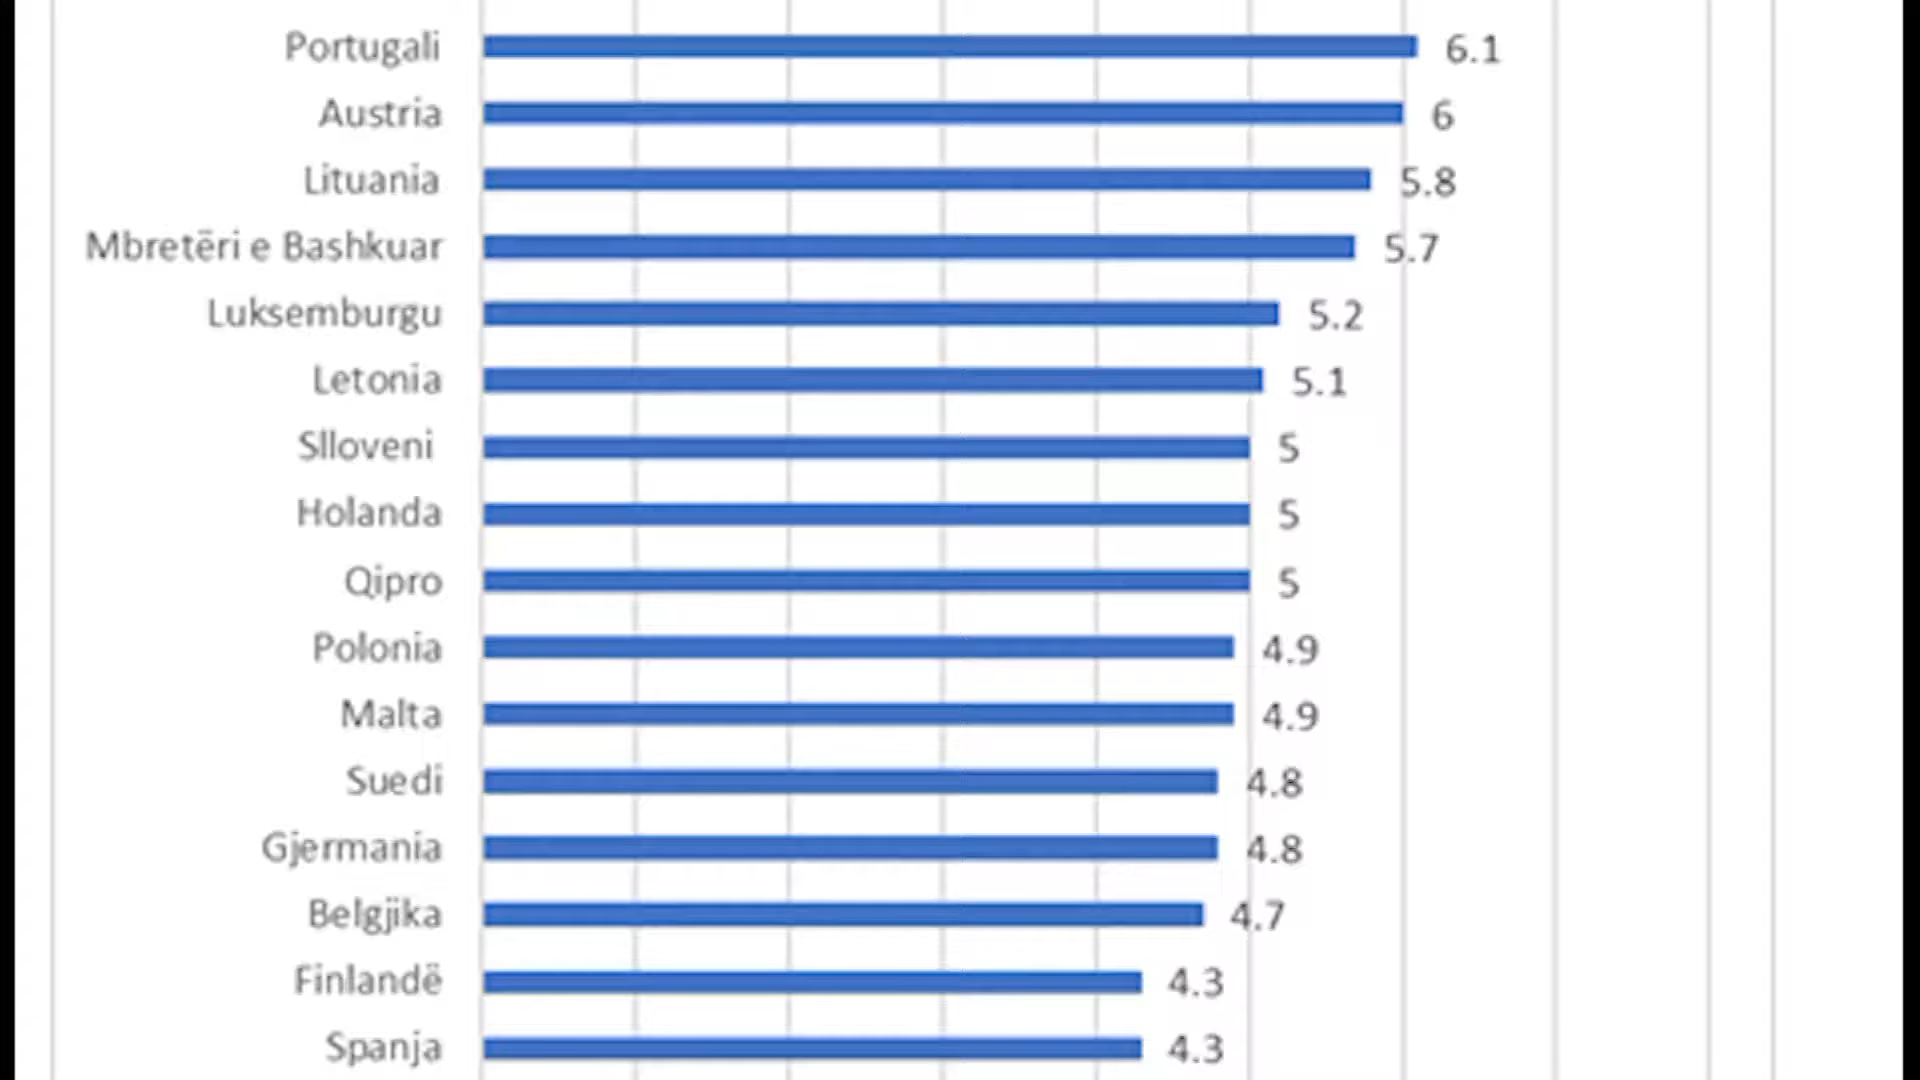 Portugali 6.1
Austria 6
Lituania 5.8
Mbretëri e Bashkuar 5.7
Luksemburgu 5.2
Letonia 5.1
Slloveni 5
Holanda 5
Qipro 5
Polonia 4.9
Malta 4.9
Suedi 4.8
Gjermania 4.8
Belgjika 4.7
Finlandë 4.3
Spanja 4.3